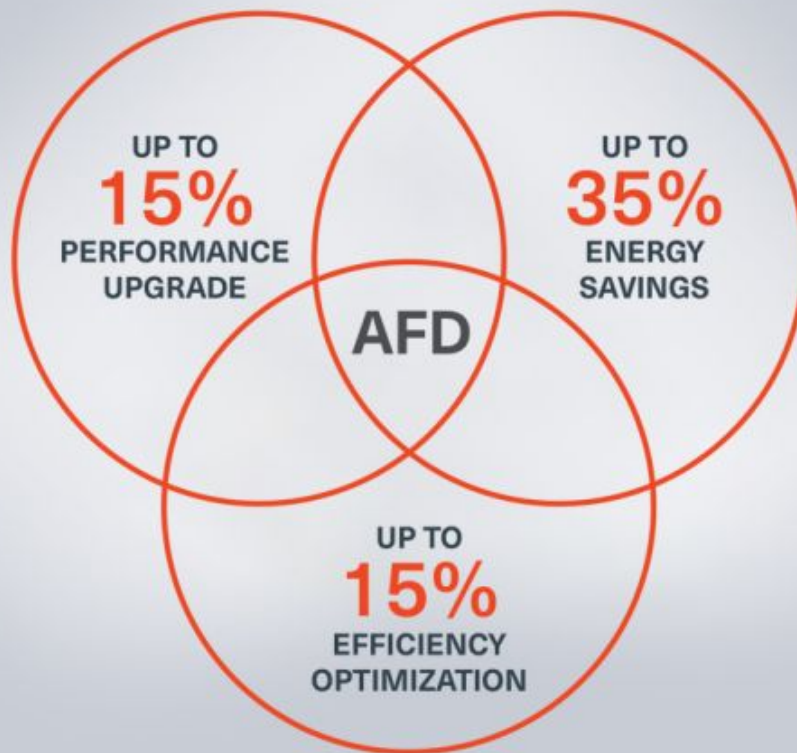 UP TO
15%
PERFORMANCE
UPGRADE
UP TO
35%
ENERGY
SAVINGS
AFD
UP TO
15%
EFFICIENCY
OPTIMIZATION